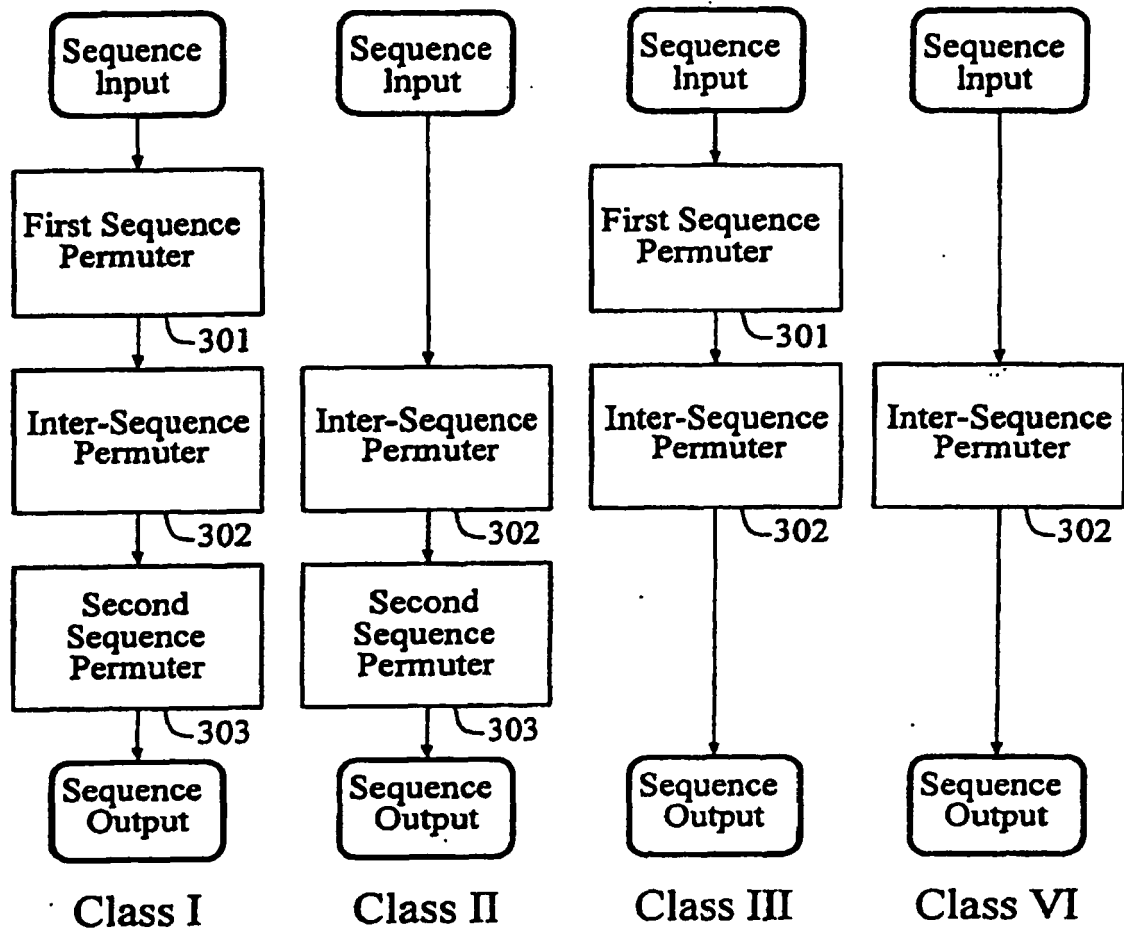 Sequence
Input
First Sequence
Permuter
301
Inter-Sequence
Permuter
302
Second
Sequence
Permuter
303
Sequence
Output
Class I
Sequence
Input
Inter-Sequence
Permuter
302
Second
Sequence
Permuter
303
Sequence
Output
Class II
Sequence
Input
First Sequence
Permuter
301
Inter-Sequence
Permuter
302
Sequence
Output
Class III
Sequence
Input
Inter-Sequence
Permuter
302
Sequence
Output
Class VI